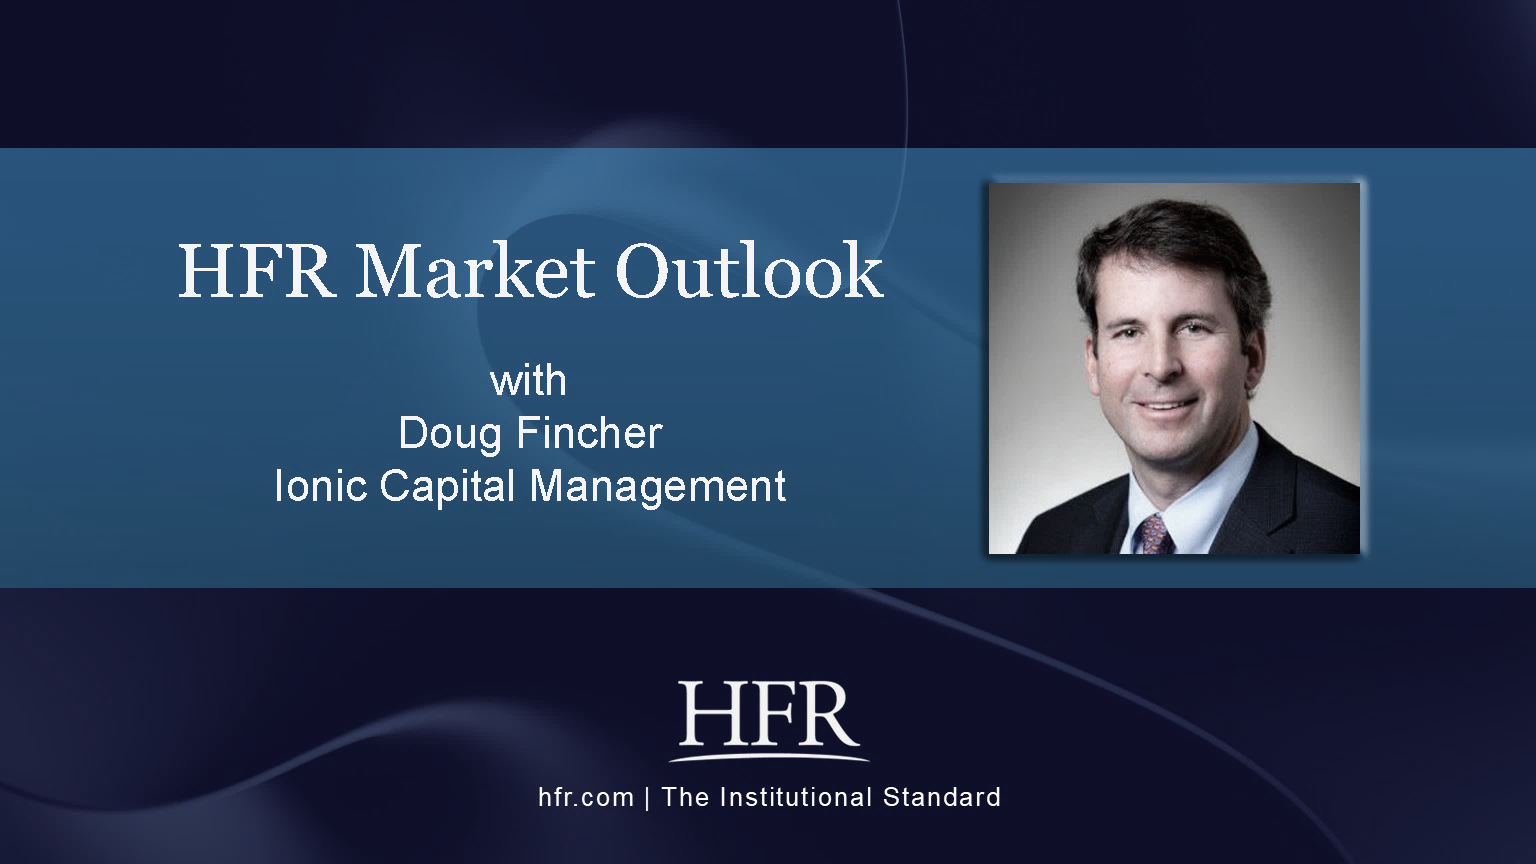 HFR Market Outlook
with
Doug Fincher
Ionic Capital Management
HFR
hfr.com | The Institutional Standard